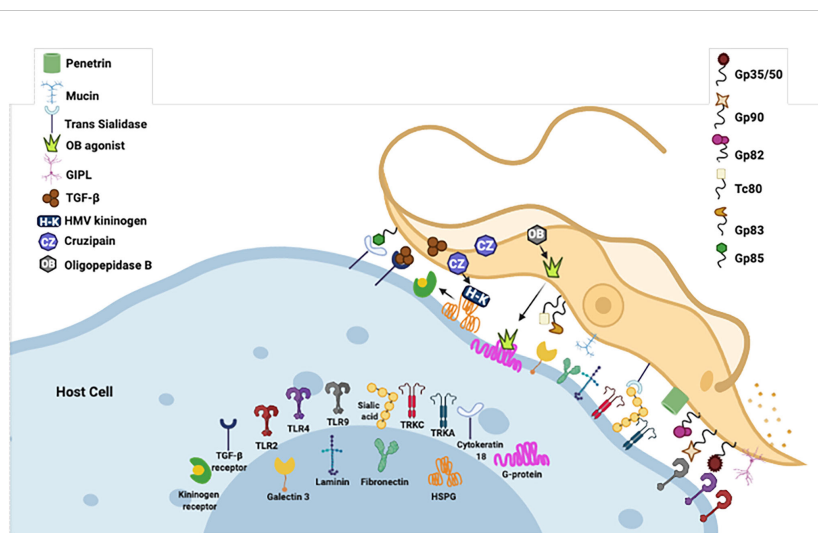 Penetrin
Mucin
Trans Sialidase
OB agonist
GIPL
TGF-β
H-K HMV kininogen
CZ Cruzipain
OB Oligopepidase B
Gp35/50
Gp90
Gp82
Tc80
Gp83
Gp85
OB
CZ
CZ
H-K
Host Cell
TGF-β
receptor
TLR2
TLR4
TLR9
Sialic
acid
TRKC
TRKA
Cytokeratin
18
Kininogen
receptor
Galectin 3
Laminin
Fibronectin
HSPG
G-protein